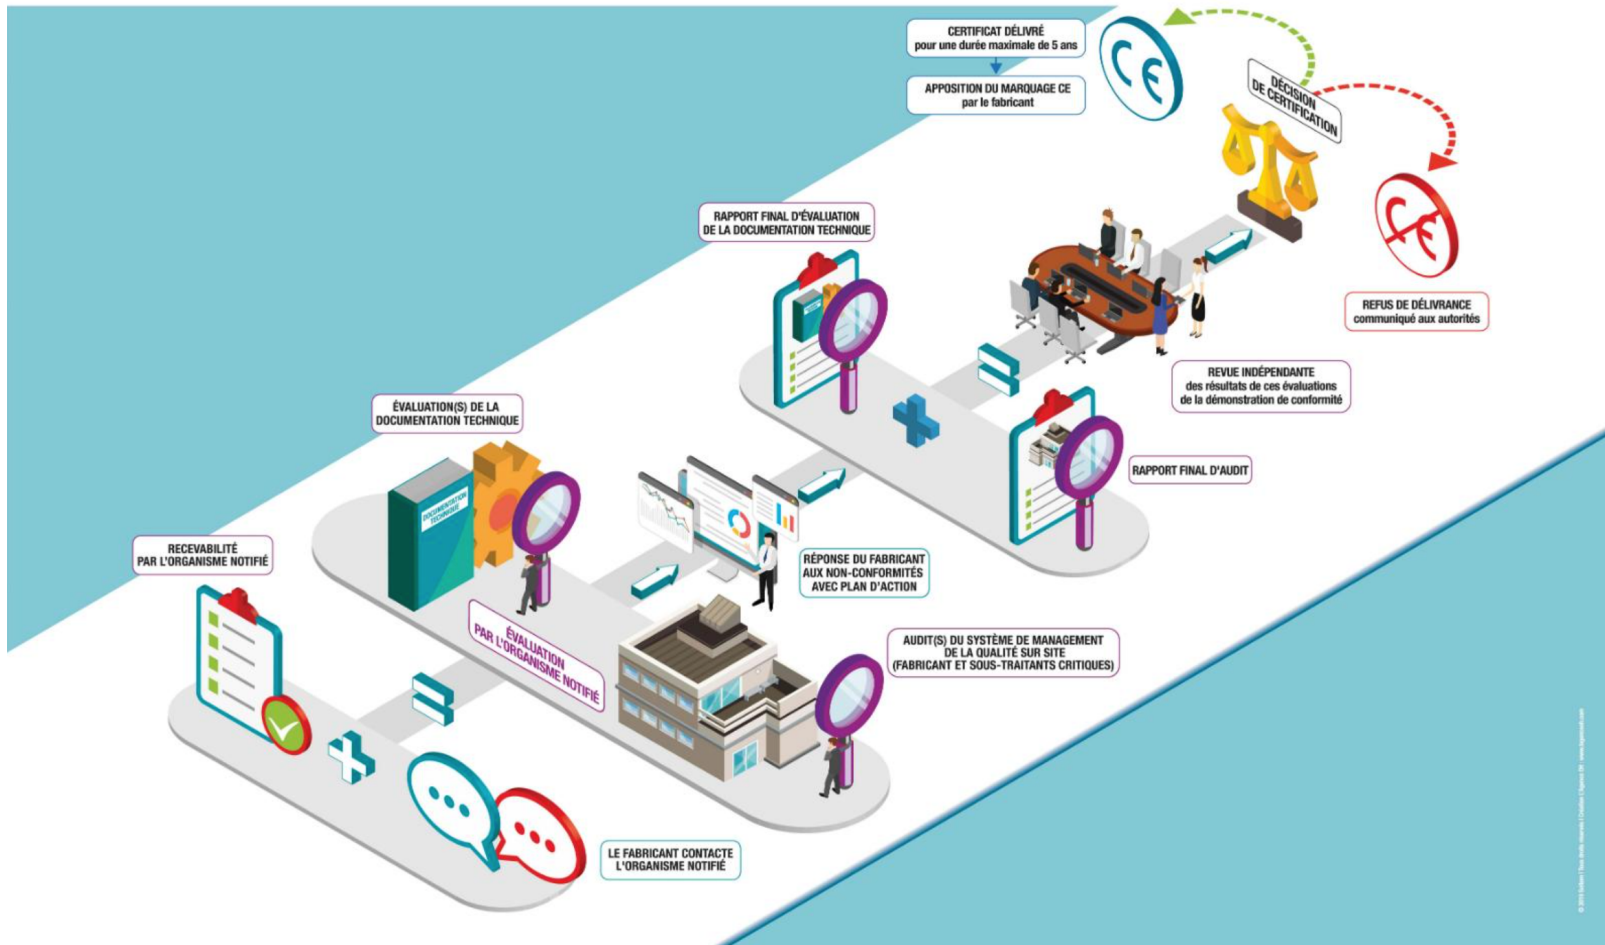 CERTIFICAT DÉLIVRÉ
pour une durée maximale de 5 ans
APPOSITION DU MARQUAGE CE
par le fabricant
CE
DÉCISION
DE CERTIFICATION
CE
REFUS DE DÉLIVRANCE
communiqué aux autorités
RAPPORT FINAL D'ÉVALUATION
DE LA DOCUMENTATION TECHNIQUE
REVUE INDÉPENDANTE
des résultats de ces évaluations
de la démonstration de conformité
RAPPORT FINAL D'AUDIT
ÉVALUATION(S) DE LA
DOCUMENTATION TECHNIQUE
DOCUMENTATION
TECHNIQUE
RÉPONSE DU FABRICANT
AUX NON-CONFORMITÉS
AVEC PLAN D'ACTION
RECEVABILITÉ
PAR L'ORGANISME NOTIFIÉ
ÉVALUATION
PAR L'ORGANISME NOTIFIÉ
AUDIT(S) DU SYSTÈME DE MANAGEMENT
DE LA QUALITÉ SUR SITE
(FABRICANT ET SOUS-TRAITANTS CRITIQUES)
LE FABRICANT CONTACTE
L'ORGANISME NOTIFIÉ